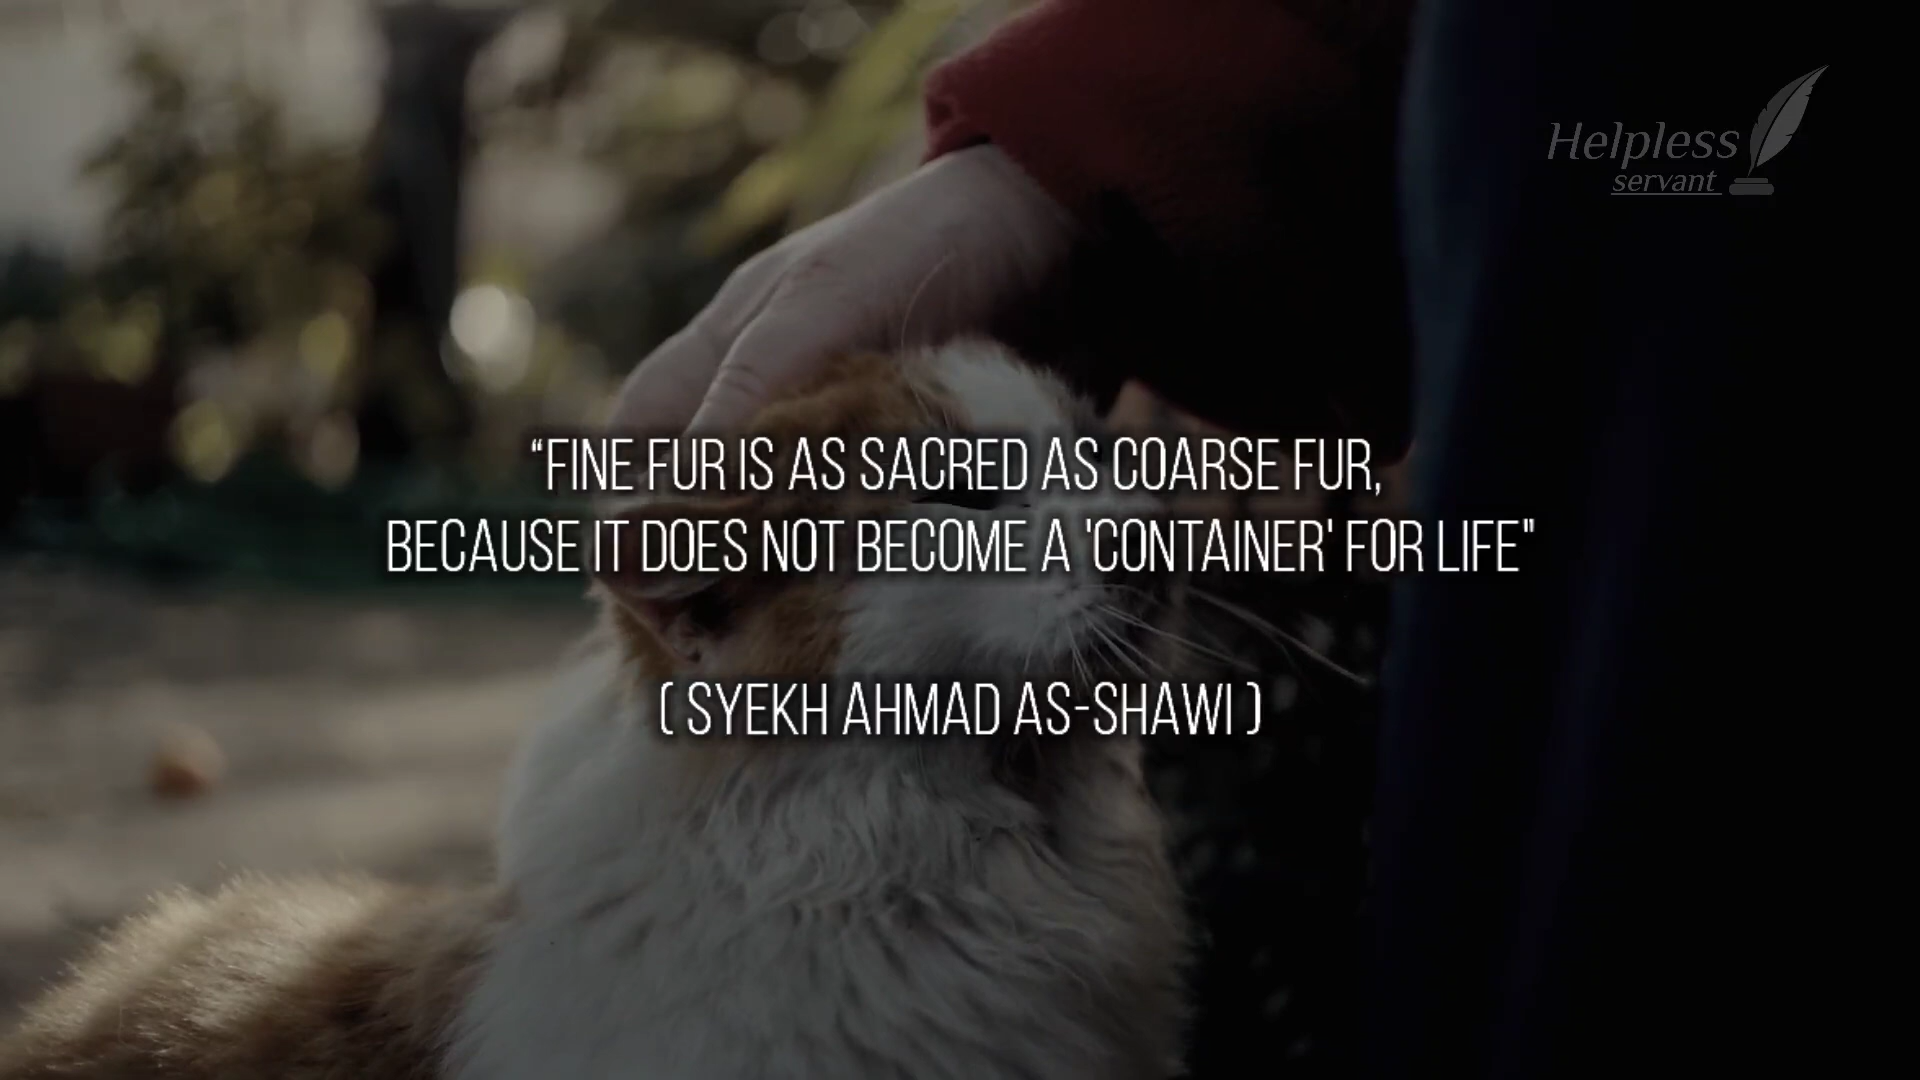 Helpless
servant
“FINE FUR IS AS SACRED AS COARSE FUR,
BECAUSE IT DOES NOT BECOME A 'CONTAINER' FOR LIFE"
( SYEKH AHMAD AS-SHAWI )